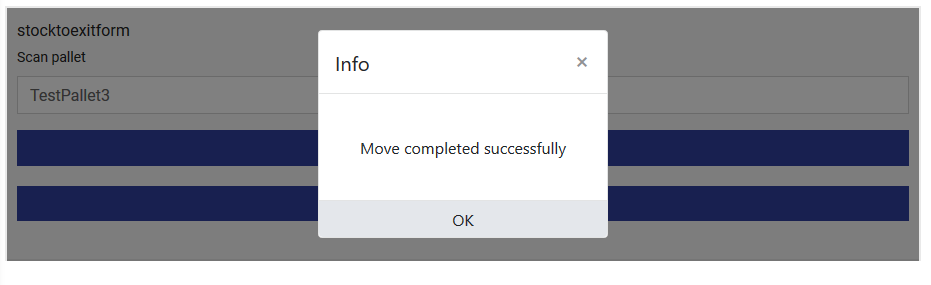 stocktoexitform
Scan pallet
TestPallet3
Info
×
Move completed successfully
OK